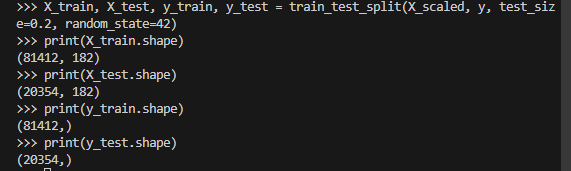 >>> X_train, X_test, y_train, y_test = train_test_split(X_scaled, y, test_siz
e=0.2, random_state=42)
>>> print(X_train.shape)
(81412, 182)
>>> print(X_test.shape)
(20354, 182)
>>> print(y_train.shape)
(81412,)
>>> print(y_test.shape)
(20354,)